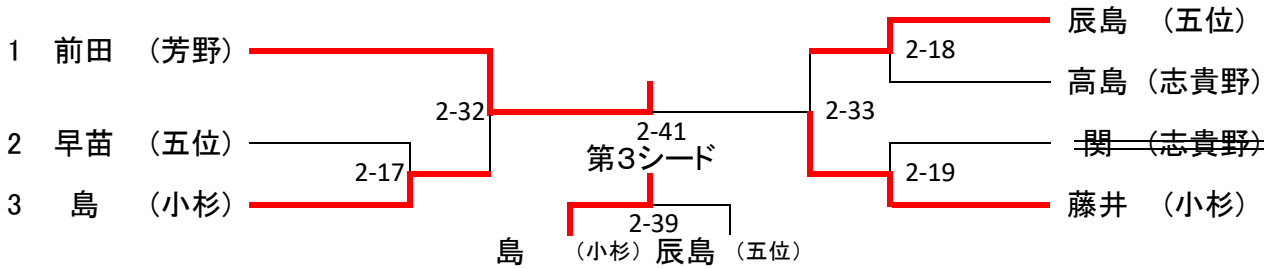 辰島 （五位）
1 前田 （芳野）
2-18
高島 （志貴野）
2-32
2-33
2-41
2 早苗 （五位）
関 （志貴野）
第３シード
2-17
2-19
3 島 （小杉）
藤井 （小杉）
2-39
島 （小杉） 辰島 （五位）